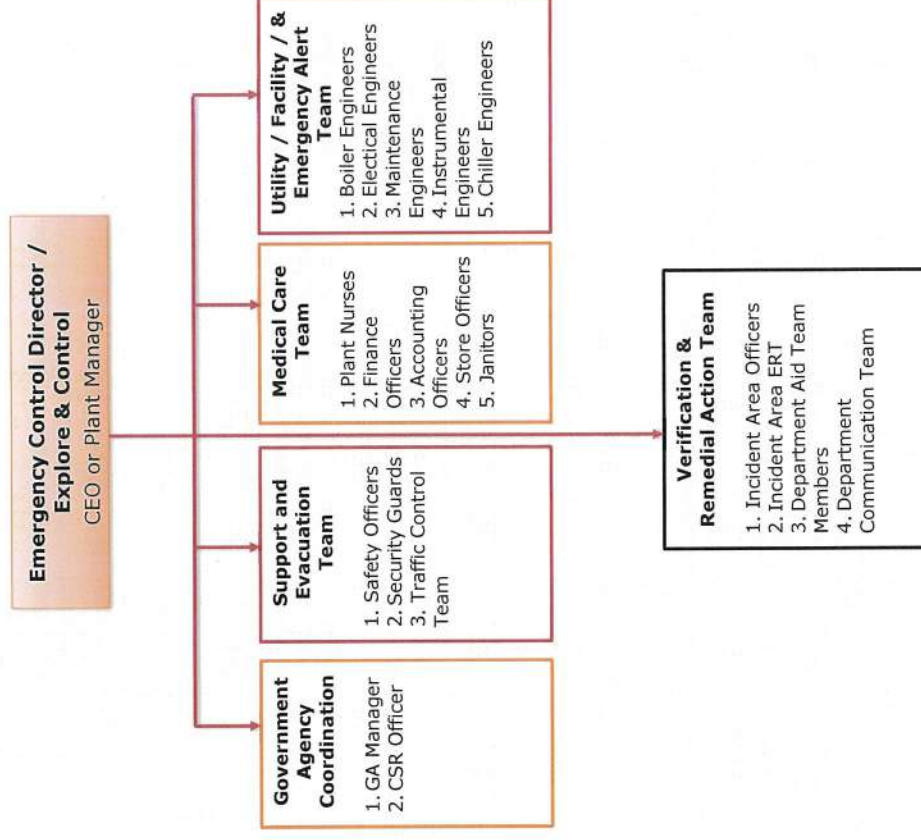 Emergency Control Director /
Explore & Control
CEO or Plant Manager
Government
Agency
Coordination
1. GA Manager
2. CSR Officer
Support and
Evacuation
Team
1. Safety Officers
2. Security Guards
3. Traffic Control
Team
Medical Care
Team
1. Plant Nurses
2. Finance
Officers
3. Accounting
Officers
4. Store Officers
5. Janitors
Utility / Facility / &
Emergency Alert
Team
1. Boiler Engineers
2. Electical Engineers
3. Maintenance
Engineers
4. Instrumental
Engineers
5. Chiller Engineers
Verification &
Remedial Action Team
1. Incident Area Officers
2. Incident Area ERT
3. Department Aid Team
Members
4. Department
Communication Team